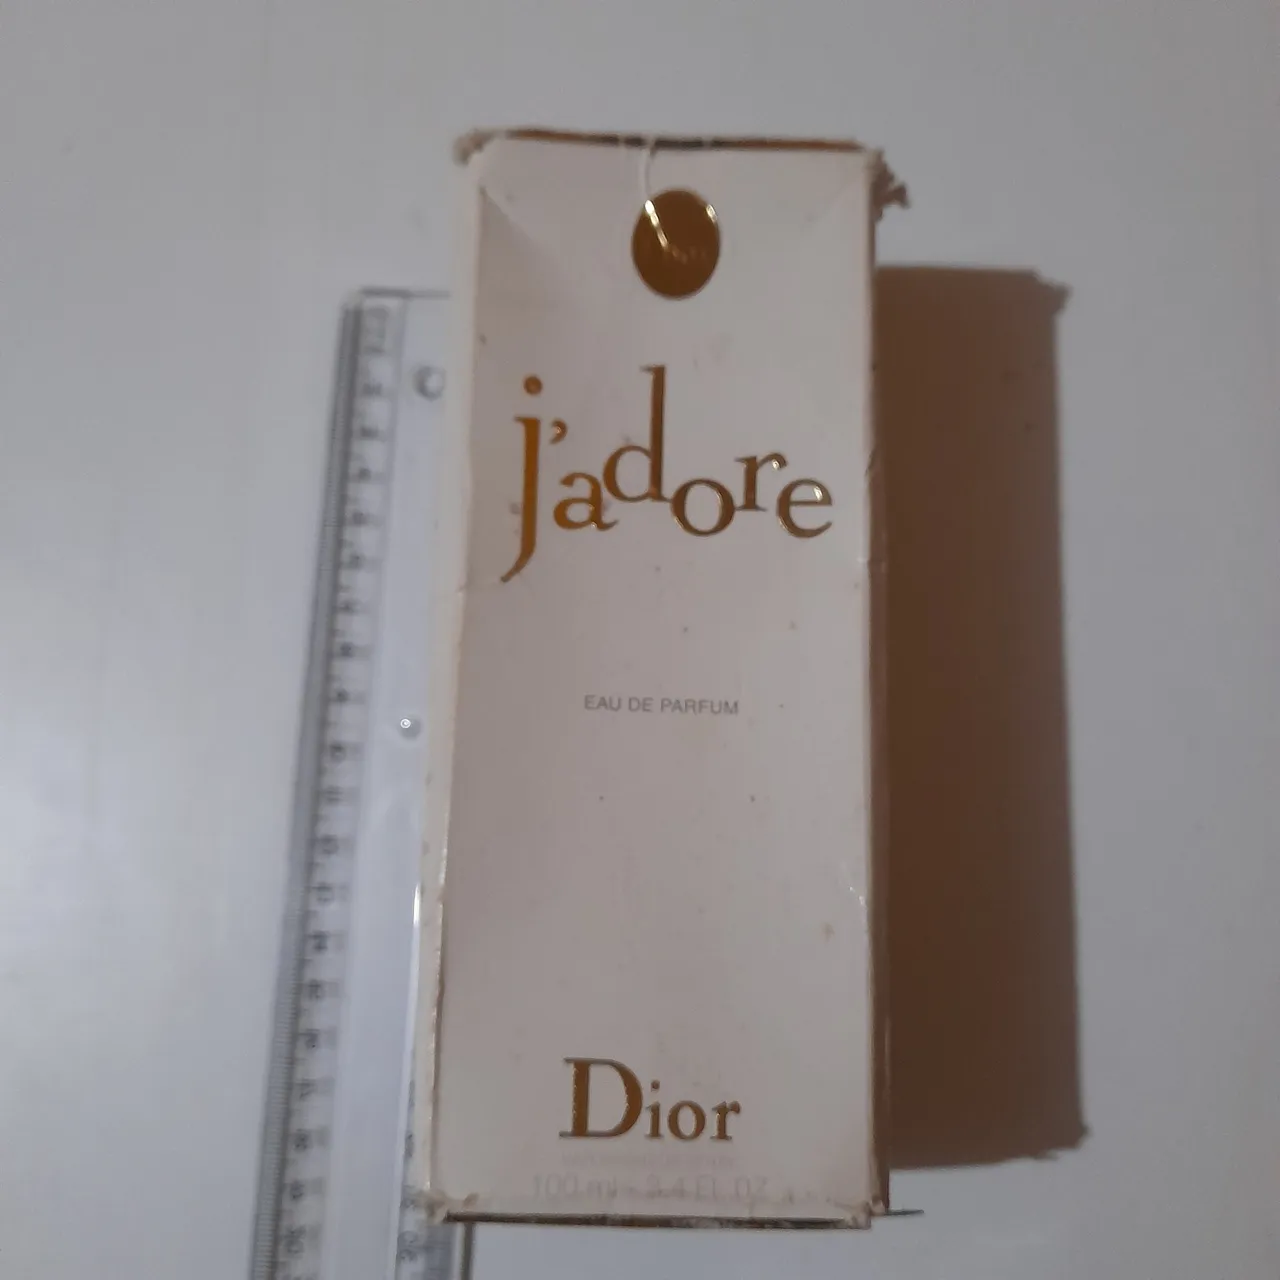 j'adore
EAU DE PARFUM
Dior
100 ml - 3.4 FL.OZ